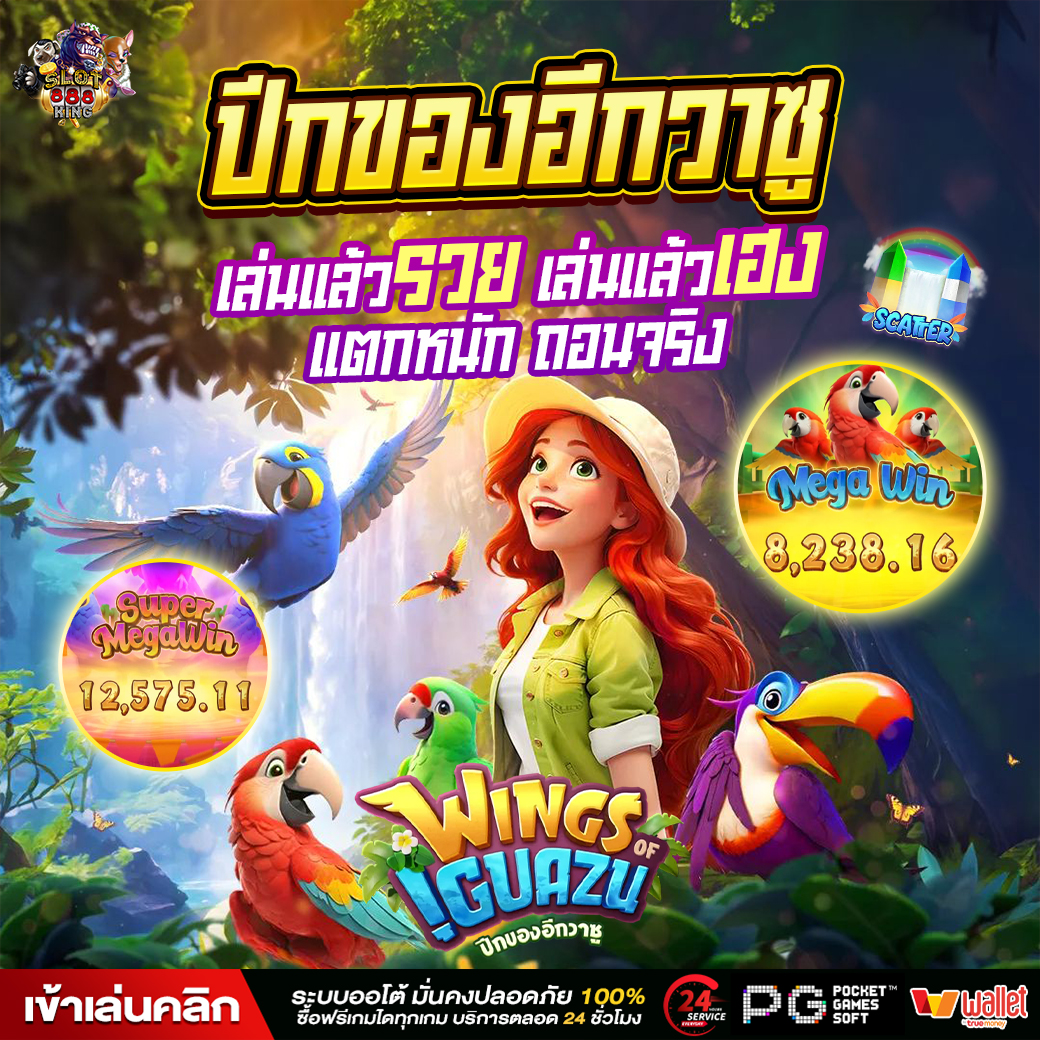 SLOT
888
KING
ปีกของอีกวาซู
เล่นแล้วรวย เล่นแล้วเฮง
แตกหนัก ถอนจริง
SCATTER
Mega Win
8,238.16
Super
MegaWin
12,575.11
WINGS
OF
IGUAZU
ปีกของอีกวาซู
เข้าเล่นคลิก
ระบบออโต้ มั่นคงปลอดภัย 100%
ซื้อฟรีเกมได้ทุกเกม บริการตลอด 24 ชั่วโมง
24 HOURS
SERVICE
EVERYDAY
PG POCKET
GAMES
SOFT™
wallet
by truemoney